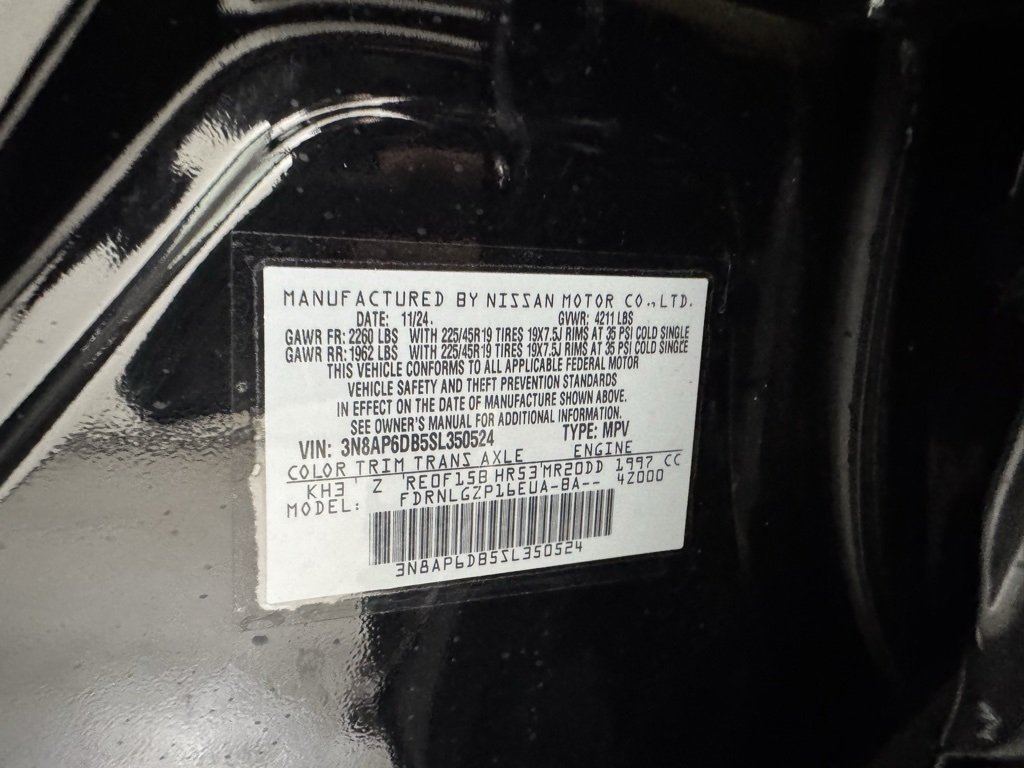 MANUFACTURED BY NISSAN MOTOR CO.,LTD.
DATE: 11/24. GVWR: 4211 LBS
GAWR FR: 2260 LBS WITH 225/45R19 TIRES 19X7.5J RIMS AT 35 PSI COLD SINGLE
GAWR RR: 1962 LBS WITH 225/45R19 TIRES 19X7.5J RIMS AT 35 PSI COLD SINGLE
THIS VEHICLE CONFORMS TO ALL APPLICABLE FEDERAL MOTOR
VEHICLE SAFETY AND THEFT PREVENTION STANDARDS
IN EFFECT ON THE DATE OF MANUFACTURE SHOWN ABOVE.
SEE OWNER'S MANUAL FOR ADDITIONAL INFORMATION.
VIN: 3N8AP6DB5SL350524 TYPE: MPV
COLOR TRIM TRANS AXLE ENGINE
KH3' Z REOF15B HR53'MR20DD 1997 CC
MODEL: FDRNLGZP16EUA-BA-- 42000
3N8AP6DB5SL350524